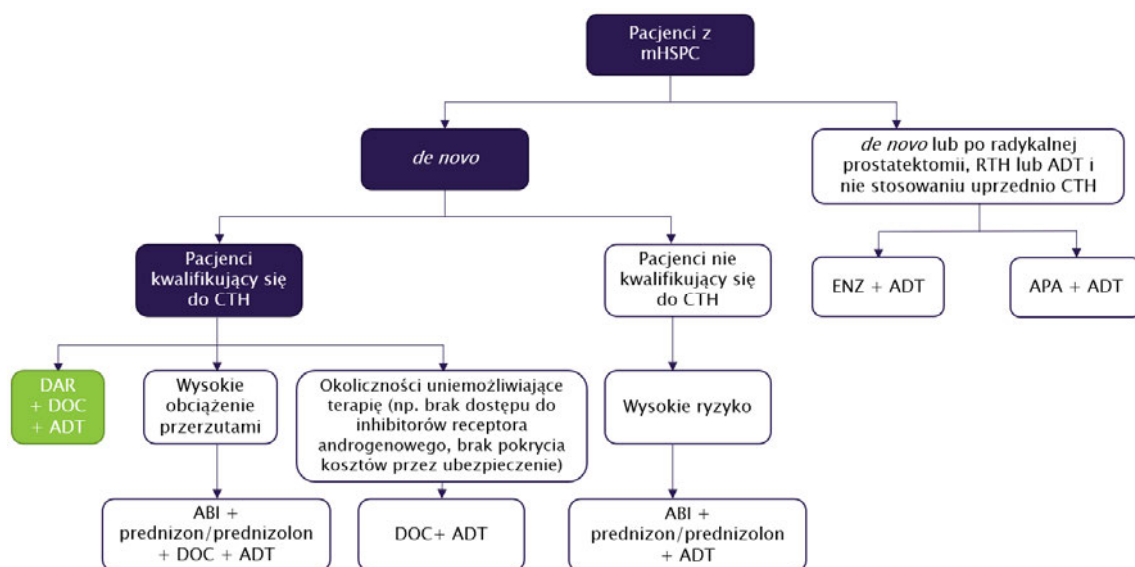 Pacjenci z
mHSPC
de novo
de novo lub po radykalnej
prostatektomii, RTH lub ADT i
nie stosowaniu uprzednio CTH
Pacjenci
kwalifikujący się
do CTH
Pacjenci nie
kwalifikujący się
do CTH
ENZ + ADT
APA + ADT
DAR
+ DOC
+ ADT
Wysokie
obciążenie
przerzutami
Okoliczności uniemożliwiające
terapię (np. brak dostępu do
inhibitorów receptora
androgenowego, brak pokrycia
kosztów przez ubezpieczenie)
Wysokie ryzyko
ABI +
prednizon/prednizolon
+ DOC + ADT
DOC+ ADT
ABI +
prednizon/prednizolon
+ ADT